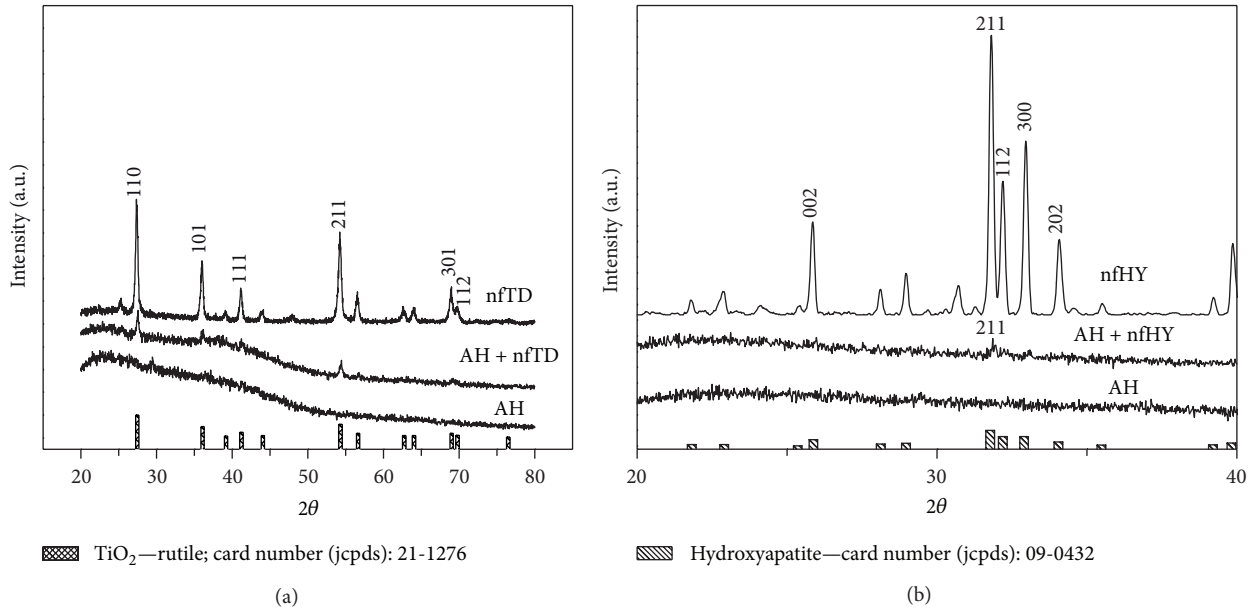 Intensity (a.u.)
110
101
111
211
301
112
nfTD
AH + nfTD
AH
20 30 40 50 60 70 80
2θ
TiO₂—rutile; card number (jcpds): 21-1276
(a)
Intensity (a.u.)
002
211
112
300
202
nfHY
211
AH + nfHY
AH
20 30 40
2θ
Hydroxyapatite—card number (jcpds): 09-0432
(b)